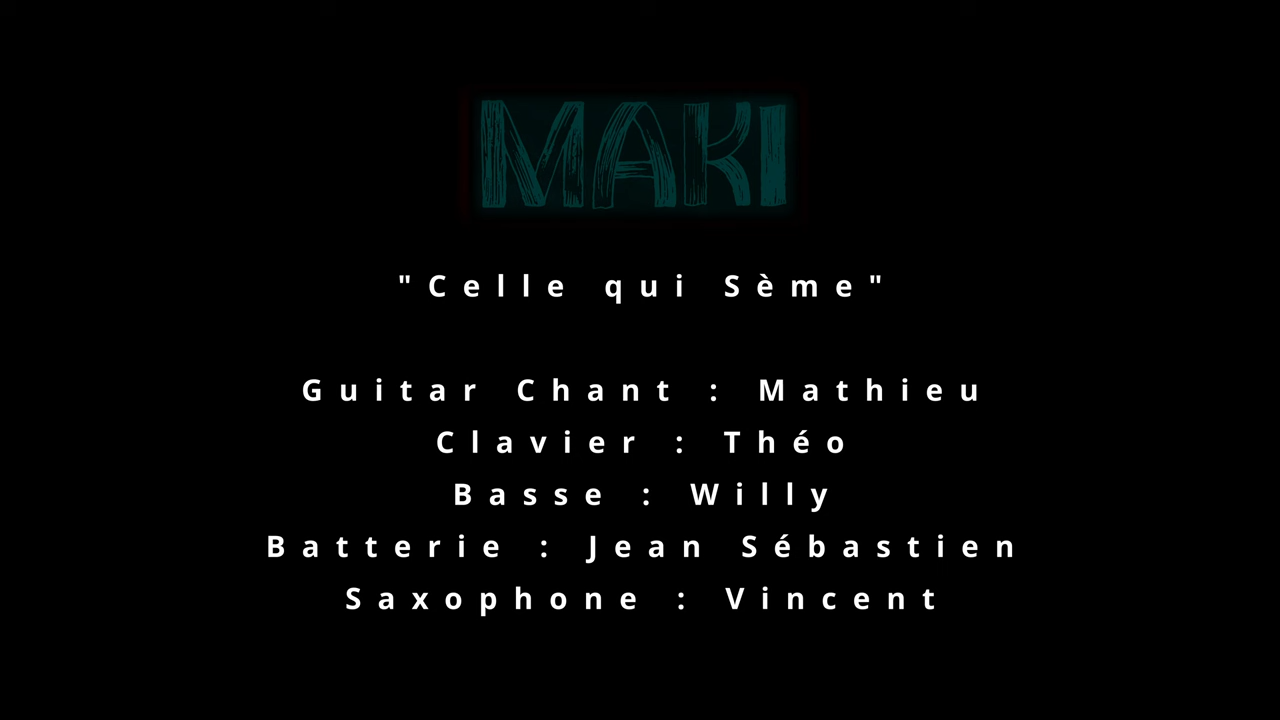 MAKI
"Celle qui Sème"
Guitar Chant : Mathieu
Clavier : Théo
Basse : Willy
Batterie : Jean Sébastien
Saxophone : Vincent